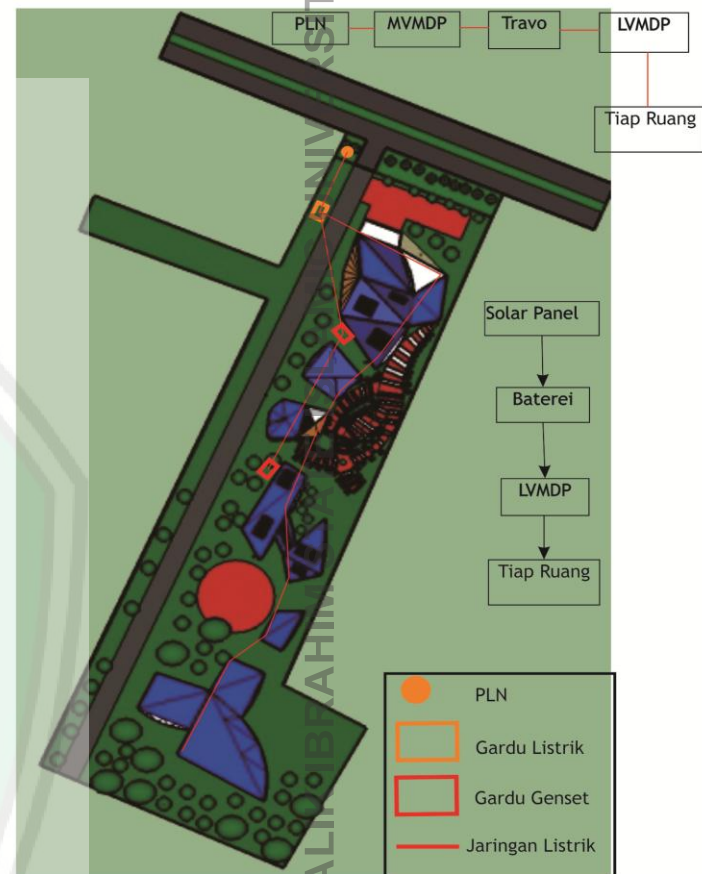 PLN
MVMDP
Travo
LVMDP
Tiap Ruang
Solar Panel
Baterei
LVMDP
Tiap Ruang
PLN
Gardu Listrik
Gardu Genset
Jaringan Listrik